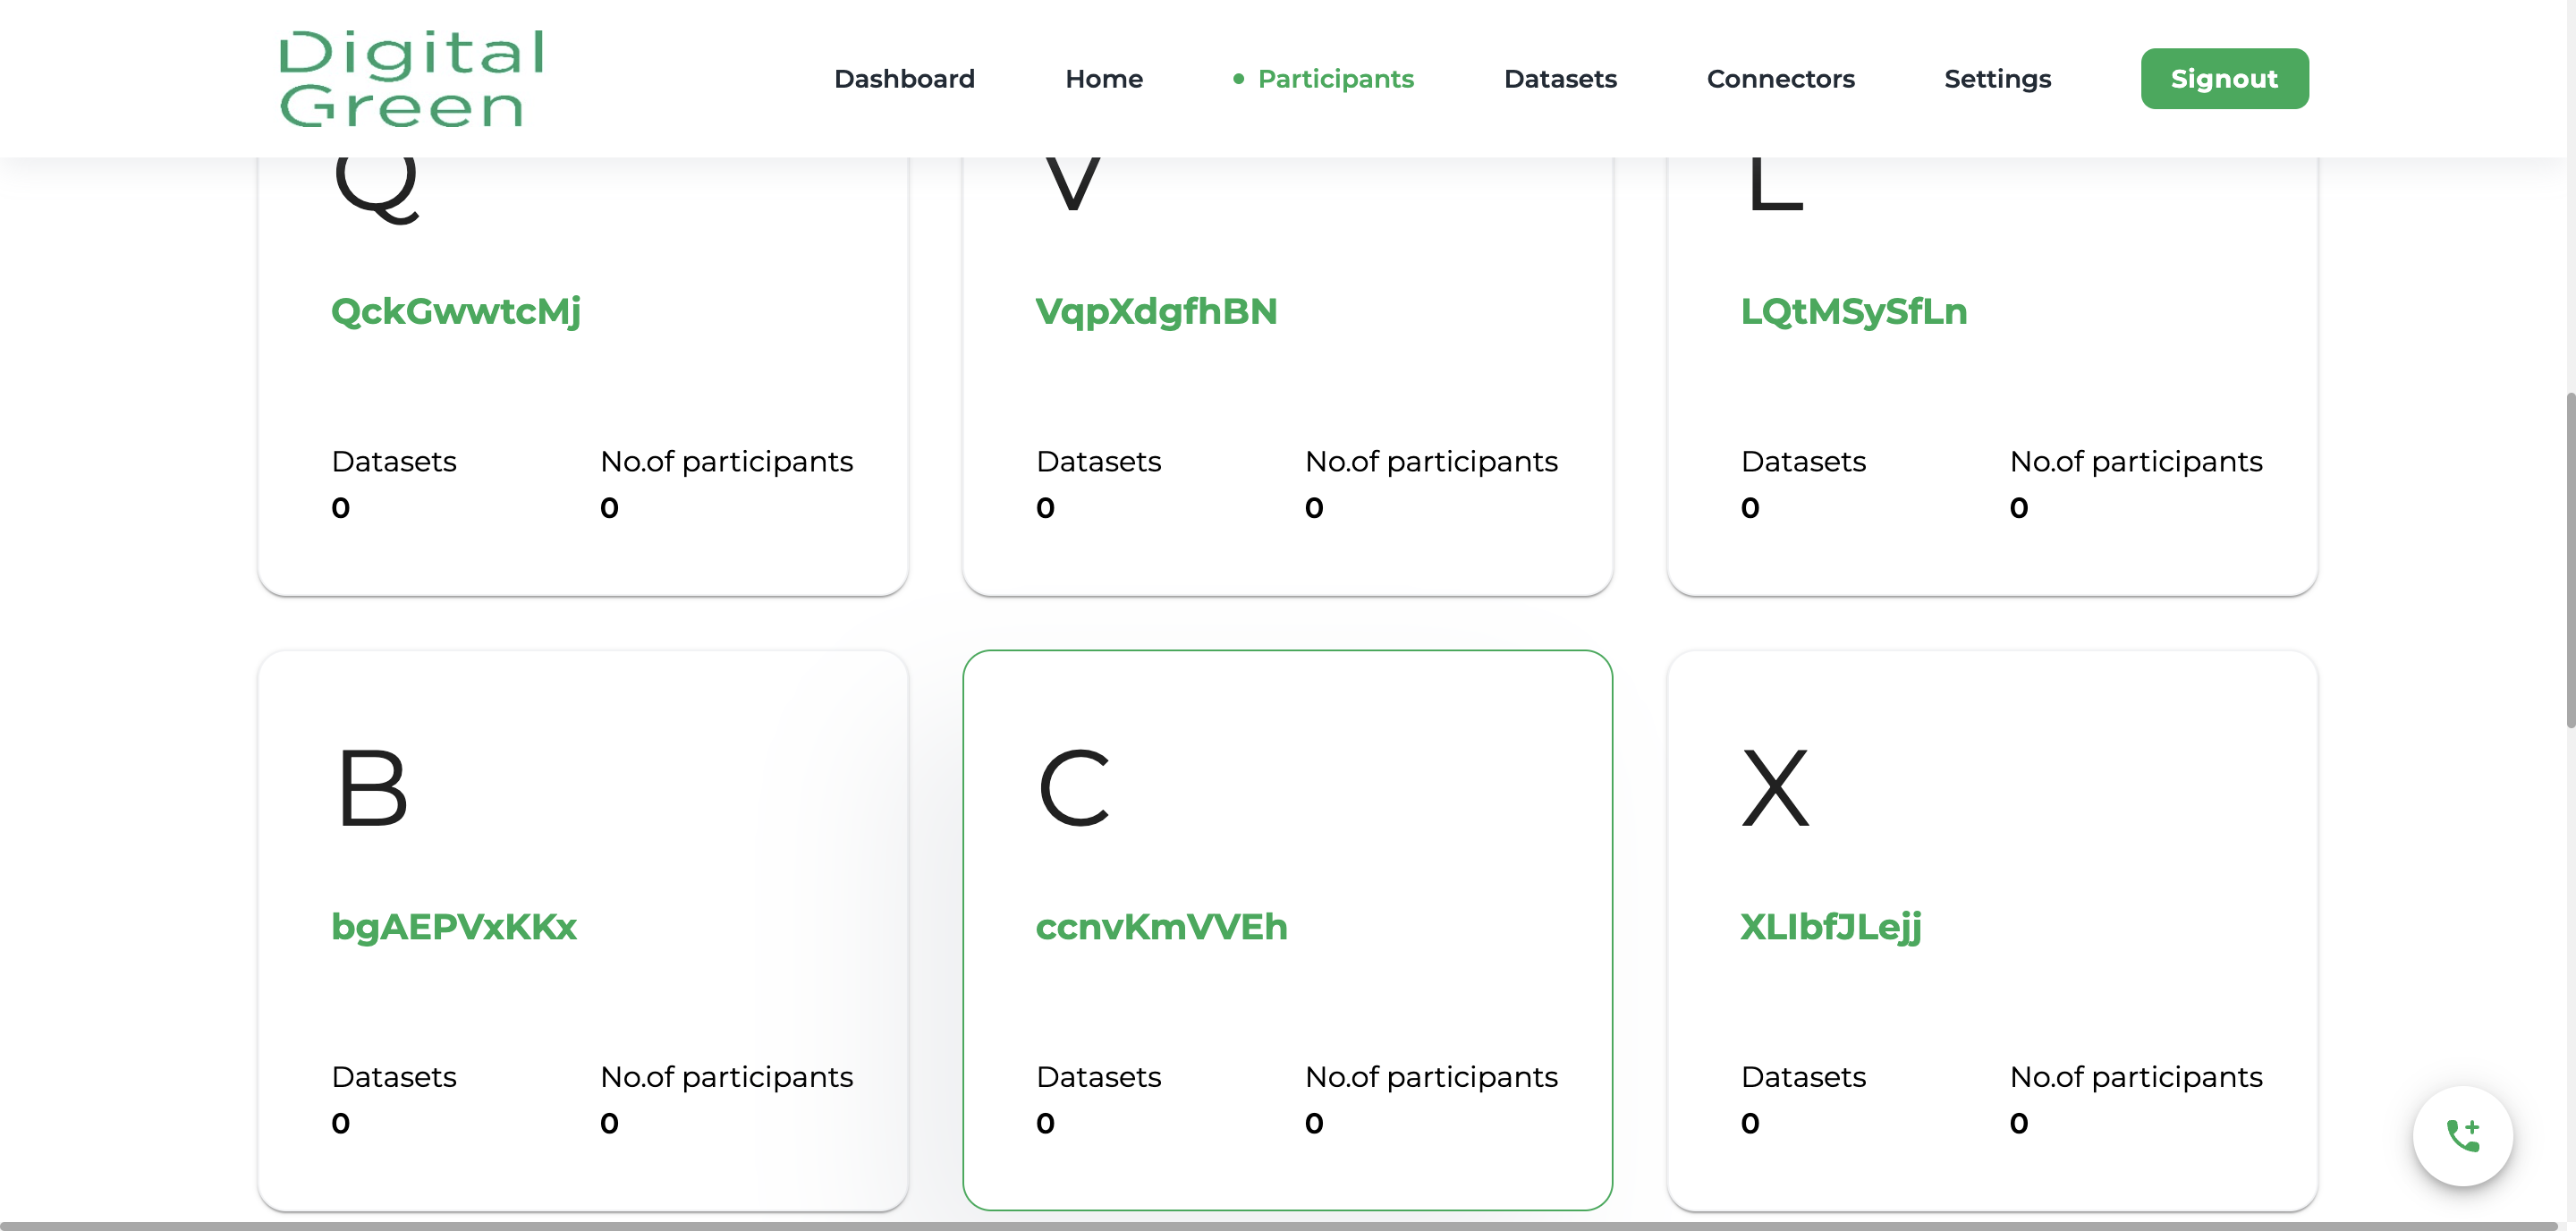 Digital
Green
Dashboard Home Participants Datasets Connectors Settings Signout
Q V L
QckGwwtcMj VqpXdgfhBN LQtMSySfLn
Datasets No.of participants Datasets No.of participants Datasets No.of participants
0 0 0 0 0 0
B C X
bgAEPVxKKx ccnvKmVVEh XLIbfJLejj
Datasets No.of participants Datasets No.of participants Datasets No.of participants
0 0 0 0 0 0